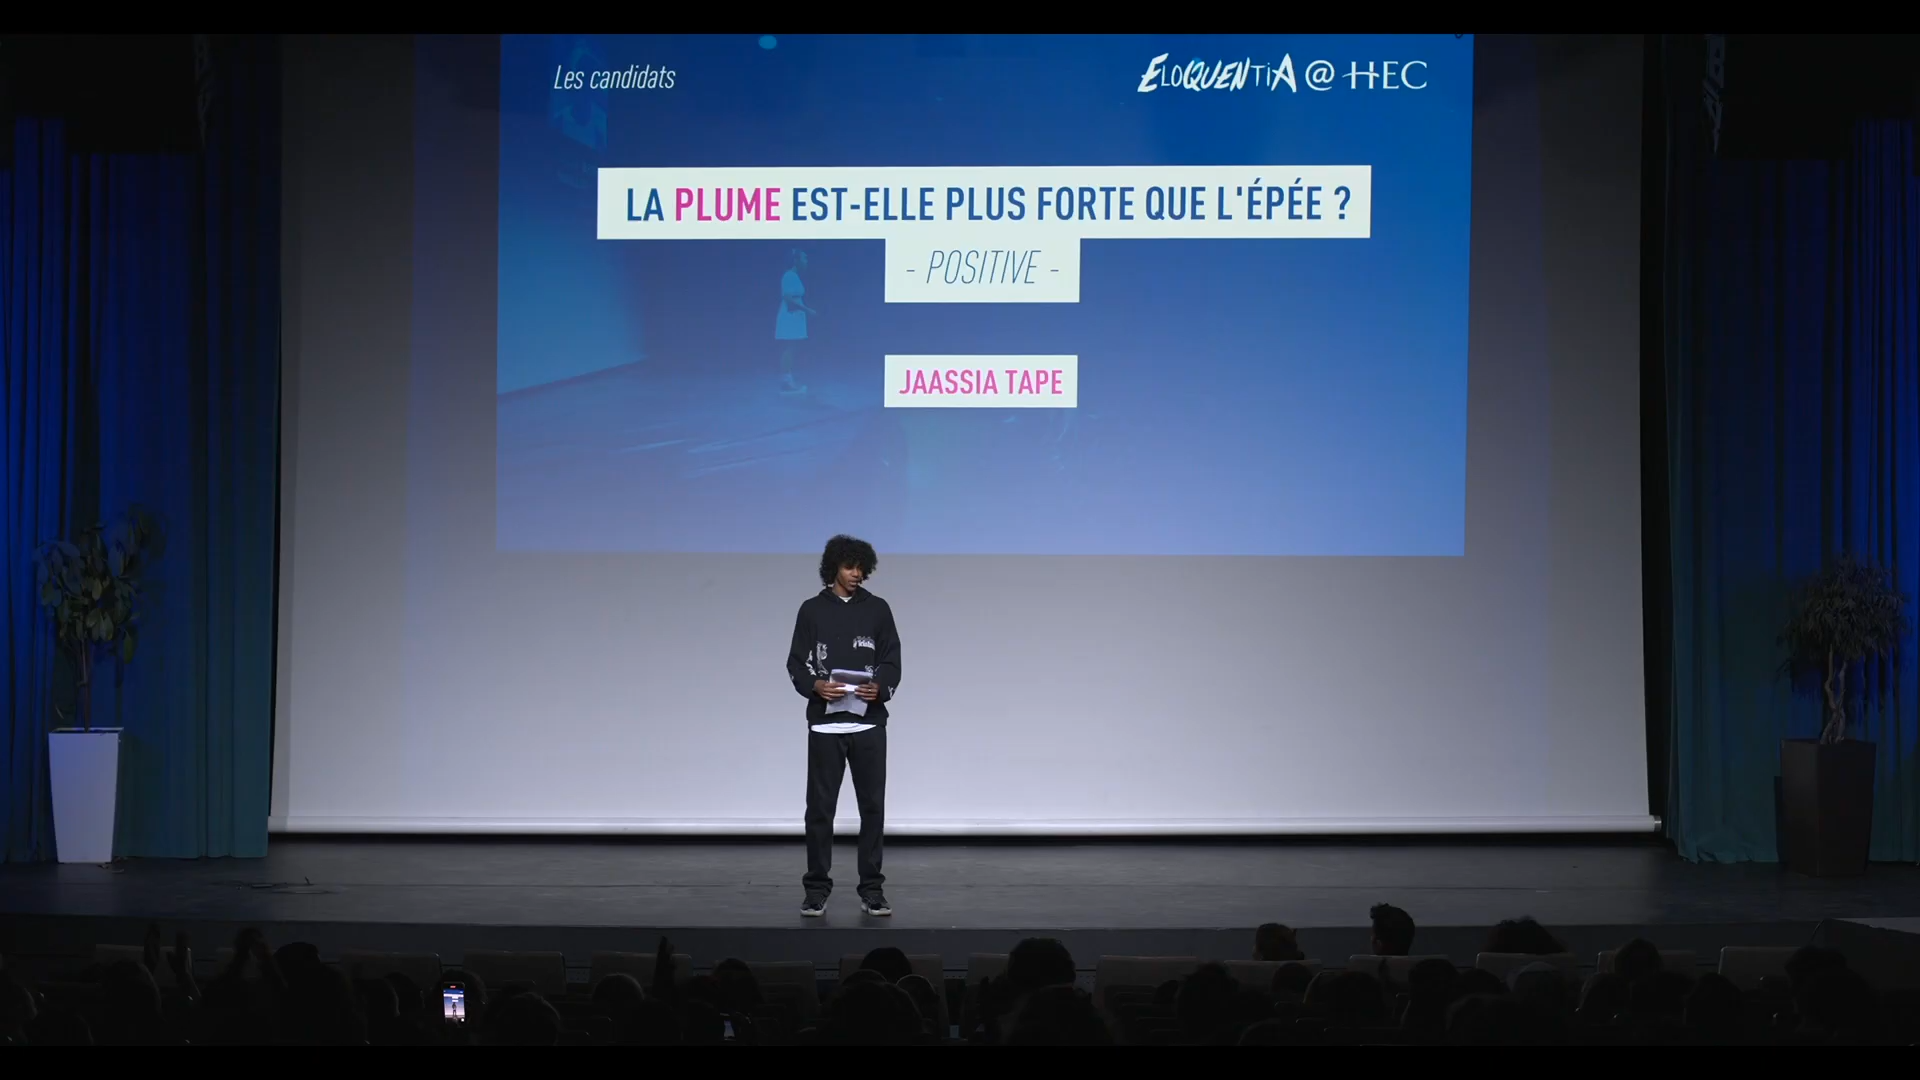 Les candidats
ELOQUENTIA @ HEC
LA PLUME EST-ELLE PLUS FORTE QUE L'ÉPÉE ?
- POSITIVE -
JAASSIA TAPE